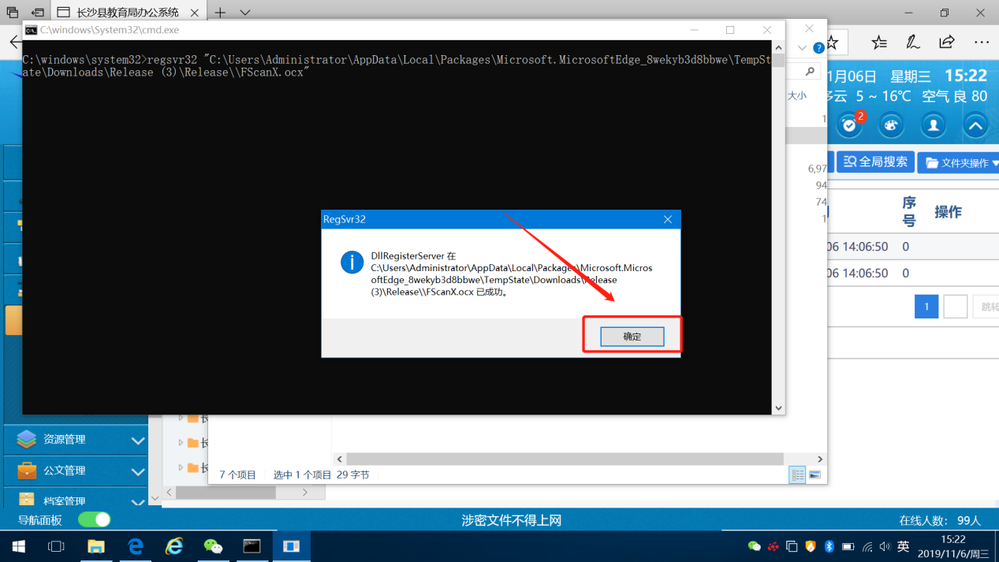 长沙县教育局办公系统
C:\windows\System32\cmd.exe
C:\windows\system32>regsvr32 "C:\Users\Administrator\AppData\Local\Packages\Microsoft.MicrosoftEdge_8wekyb3d8bbwe\TempSt
ate\Downloads\Release (3)\Release\\FScanX.ocx"
大小
1月06日 星期三 15:22
5 ~ 16℃ 空气 良 80
2
1
6,97
94
74
1
全局搜索
文件夹操作
序号
操作
06 14:06:50 0
06 14:06:50 0
1
跳转
RegSvr32
DllRegisterServer 在
C:\Users\Administrator\AppData\Local\Packages\Microsoft.Micros
oftEdge_8wekyb3d8bbwe\TempState\Downloads\Release
(3)\Release\\FScanX.ocx 已成功。
确定
资源管理
公文管理
档案管理
长
长
长
7 个项目 选中 1 个项目 29 字节
导航面板
涉密文件不得上网
在线人数: 99人
英
15:22
2019/11/6/周三